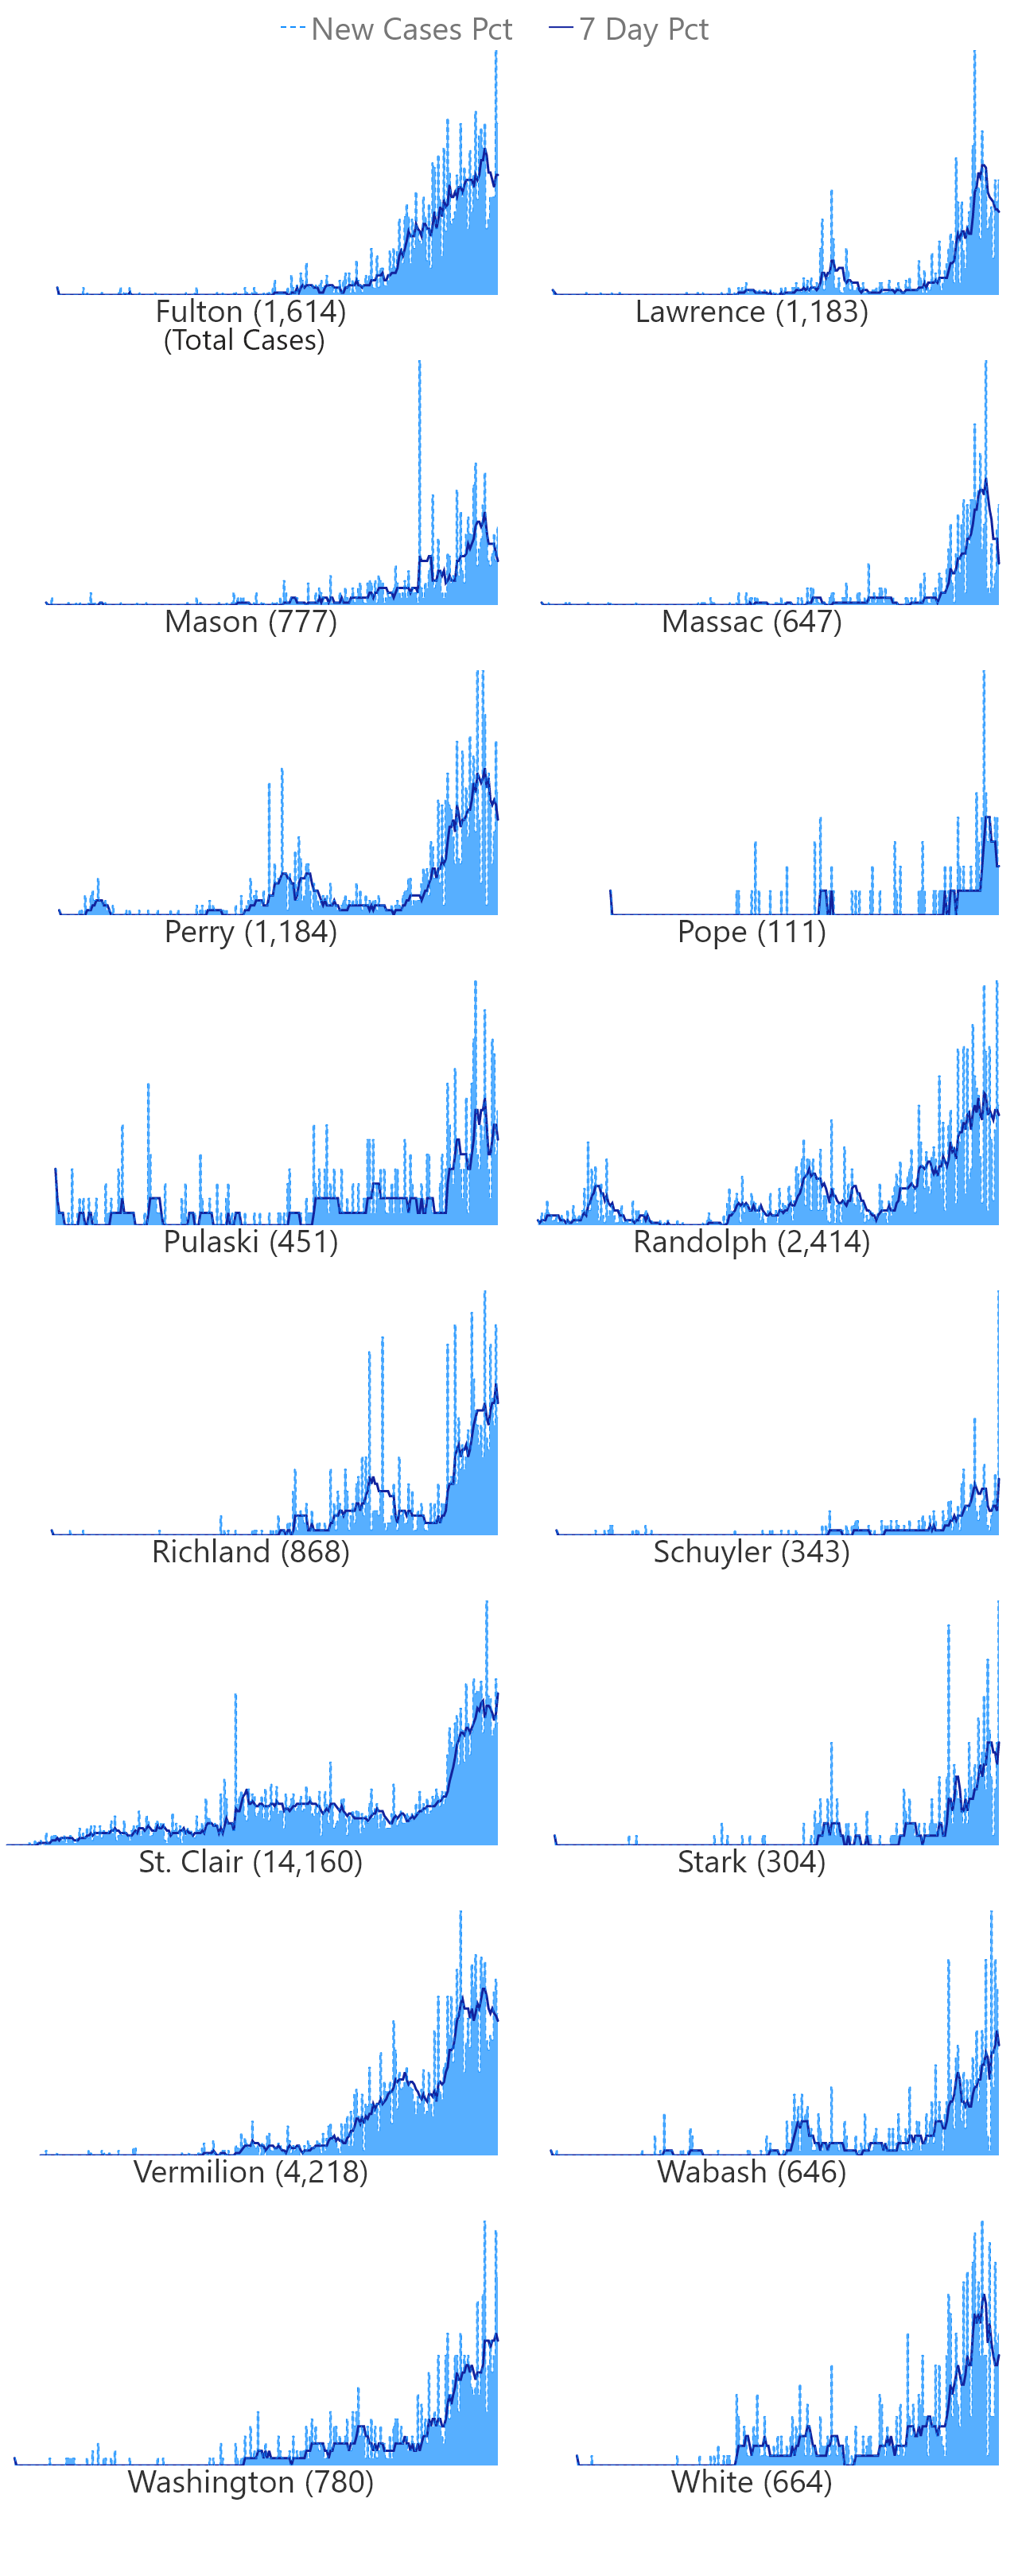 New Cases Pct 7 Day Pct
Fulton (1,614) Lawrence (1,183)
(Total Cases)
Mason (777) Massac (647)
Perry (1,184) Pope (111)
Pulaski (451) Randolph (2,414)
Richland (868) Schuyler (343)
St. Clair (14,160) Stark (304)
Vermilion (4,218) Wabash (646)
Washington (780) White (664)